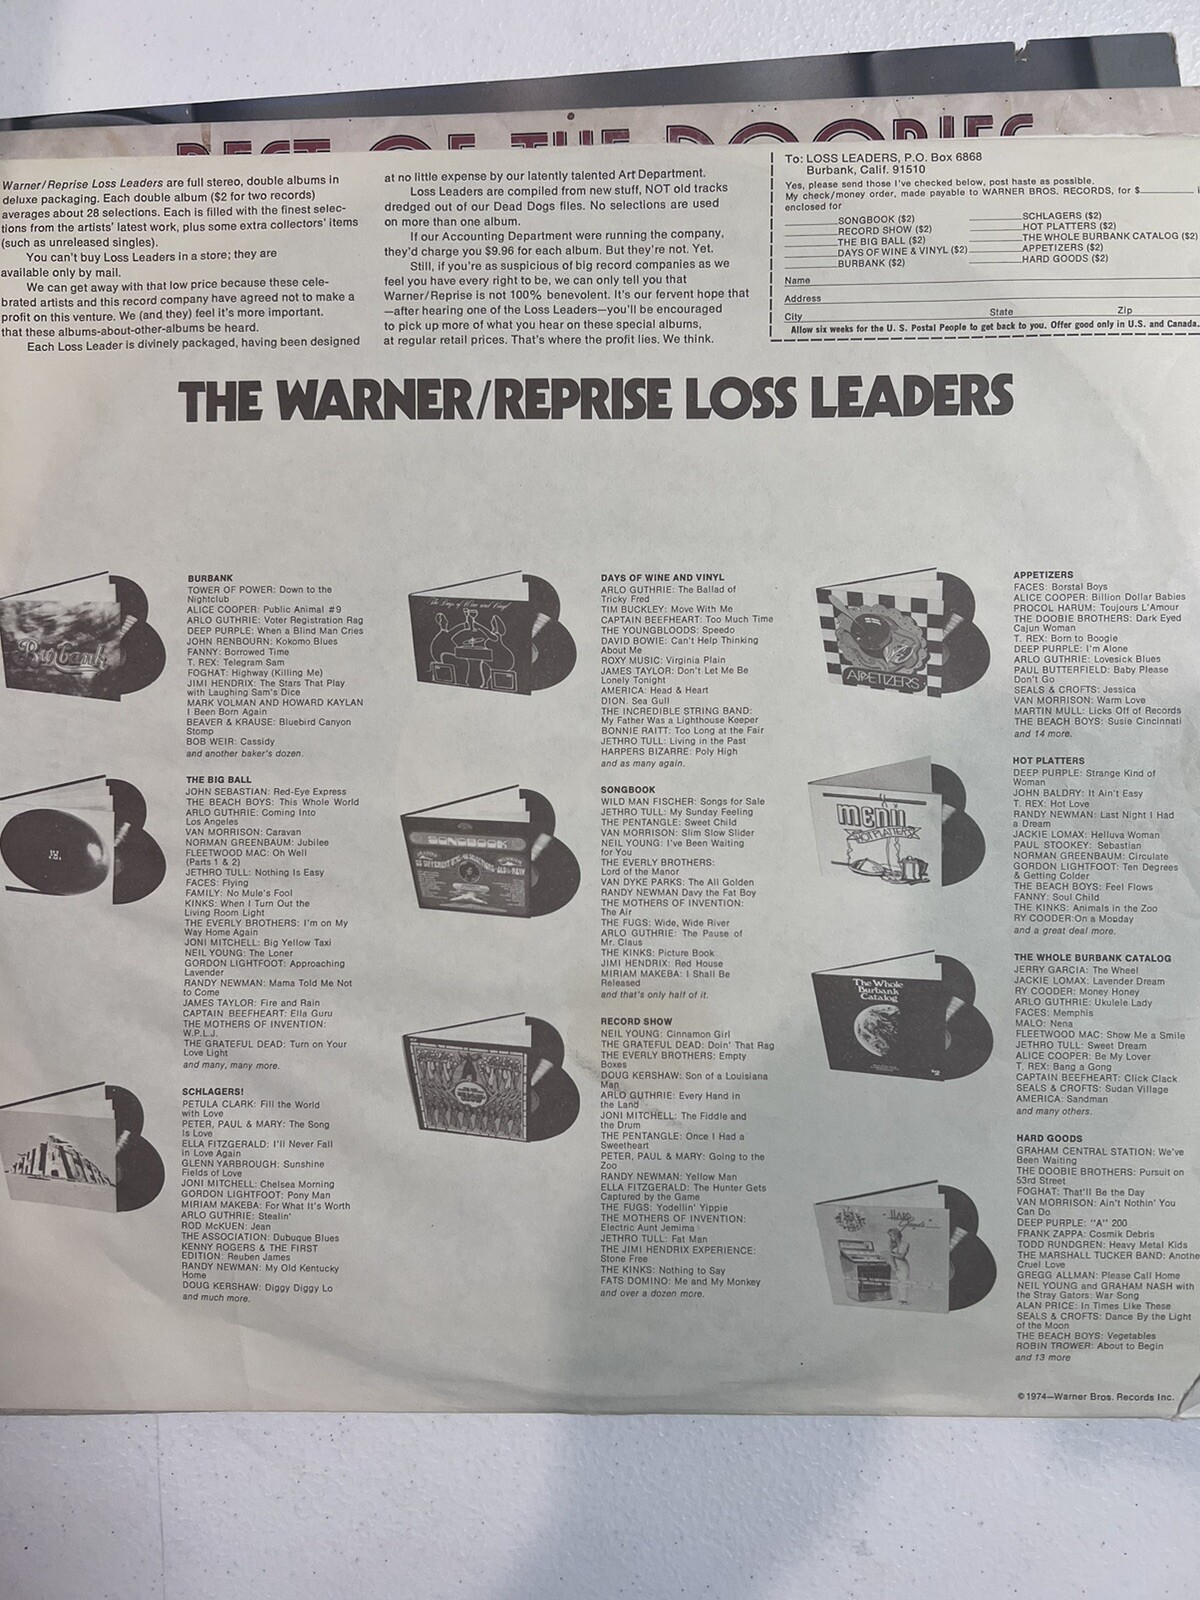 BEST OF THE DOOBIES
Warner/Reprise Loss Leaders are full stereo, double albums in
deluxe packaging. Each double album ($2 for two records)
averages about 28 selections. Each is filled with the finest selec-
tions from the artists' latest work, plus some extra collectors' items
(such as unreleased singles).
You can't buy Loss Leaders in a store; they are
available only by mail.
We can get away with that low price because these cele-
brated artists and this record company have agreed not to make a
profit on this venture. We (and they) feel it's more important.
that these albums-about-other-albums be heard.
Each Loss Leader is divinely packaged, having been designed
at no little expense by our latently talented Art Department.
Loss Leaders are compiled from new stuff, NOT old tracks
dredged out of our Dead Dogs files. No selections are used
on more than one album.
If our Accounting Department were running the company,
they'd charge you $9.96 for each album. But they're not. Yet.
Still, if you're as suspicious of big record companies as we
feel you have every right to be, we can only tell you that
Warner/Reprise is not 100% benevolent. It's our fervent hope that
—after hearing one of the Loss Leaders—you'll be encouraged
to pick up more of what you hear on these special albums,
at regular retail prices. That's where the profit lies. We think.
To: LOSS LEADERS, P.O. Box 6868
Burbank, Calif. 91510
Yes, please send those I've checked below, post haste as possible.
My check/money order, made payable to WARNER BROS. RECORDS, for $
enclosed for
SONGBOOK ($2)
RECORD SHOW ($2)
THE BIG BALL ($2)
DAYS OF WINE & VINYL ($2)
BURBANK ($2)
SCHLAGERS ($2)
HOT PLATTERS ($2)
THE WHOLE BURBANK CATALOG ($2)
APPETIZERS ($2)
HARD GOODS ($2)
Name
Address
City State Zip
Allow six weeks for the U. S. Postal People to get back to you. Offer good only in U.S. and Canada.
THE WARNER/REPRISE LOSS LEADERS
Burbank
BURBANK
TOWER OF POWER: Down to the
Nightclub
ALICE COOPER: Public Animal #9
ARLO GUTHRIE: Voter Registration Rag
DEEP PURPLE: When a Blind Man Cries
JOHN RENBOURN: Kokomo Blues
FANNY: Borrowed Time
T. REX: Telegram Sam
FOGHAT: Highway (Killing Me)
JIMI HENDRIX: The Stars That Play
with Laughing Sam's Dice
MARK VOLMAN AND HOWARD KAYLAN
I Been Born Again
BEAVER & KRAUSE: Bluebird Canyon
Stomp
BOB WEIR: Cassidy
and another baker's dozen.
THE BIG BALL
JOHN SEBASTIAN: Red-Eye Express
THE BEACH BOYS: This Whole World
ARLO GUTHRIE: Coming Into
Los Angeles
VAN MORRISON: Caravan
NORMAN GREENBAUM: Jubilee
FLEETWOOD MAC: Oh Well
(Parts 1 & 2)
JETHRO TULL: Nothing Is Easy
FACES: Flying
FAMILY: No Mule's Fool
KINKS: When I Turn Out the
Living Room Light
THE EVERLY BROTHERS: I'm on My
Way Home Again
JONI MITCHELL: Big Yellow Taxi
NEIL YOUNG: The Loner
GORDON LIGHTFOOT: Approaching
Lavender
RANDY NEWMAN: Mama Told Me Not
to Come
JAMES TAYLOR: Fire and Rain
CAPTAIN BEEFHEART: Ella Guru
THE MOTHERS OF INVENTION:
W.P.L.J.
THE GRATEFUL DEAD: Turn on Your
Love Light
and many, many more.
SCHLAGERS
SCHLAGERS!
PETULA CLARK: Fill the World
with Love
PETER, PAUL & MARY: The Song
Is Love
ELLA FITZGERALD: I'll Never Fall
in Love Again
GLENN YARBROUGH: Sunshine
Fields of Love
JONI MITCHELL: Chelsea Morning
GORDON LIGHTFOOT: Pony Man
MIRIAM MAKEBA: For What It's Worth
ARLO GUTHRIE: Stealin'
ROD McKUEN: Jean
THE ASSOCIATION: Dubuque Blues
KENNY ROGERS & THE FIRST
EDITION: Reuben James
RANDY NEWMAN: My Old Kentucky
Home
DOUG KERSHAW: Diggy Diggy Lo
and much more.
The Days of Wine and Vinyl
DAYS OF WINE AND VINYL
ARLO GUTHRIE: The Ballad of
Tricky Fred
TIM BUCKLEY: Move With Me
CAPTAIN BEEFHEART: Too Much Time
THE YOUNGBLOODS: Speedo
DAVID BOWIE: Can't Help Thinking
About Me
ROXY MUSIC: Virginia Plain
JAMES TAYLOR: Don't Let Me Be
Lonely Tonight
AMERICA: Head & Heart
DION. Sea Gull
THE INCREDIBLE STRING BAND:
My Father Was a Lighthouse Keeper
BONNIE RAITT: Too Long at the Fair
JETHRO TULL: Living in the Past
HARPERS BIZARRE: Poly High
and as many again.
SONGBOOK
SONGBOOK
WILD MAN FISCHER: Songs for Sale
JETHRO TULL: My Sunday Feeling
THE PENTANGLE: Sweet Child
VAN MORRISON: Slim Slow Slider
NEIL YOUNG: I've Been Waiting
for You
THE EVERLY BROTHERS:
Lord of the Manor
VAN DYKE PARKS: The All Golden
RANDY NEWMAN Davy the Fat Boy
THE MOTHERS OF INVENTION:
The Air
THE FUGS: Wide, Wide River
ARLO GUTHRIE: The Pause of
Mr. Claus
THE KINKS: Picture Book
JIMI HENDRIX: Red House
MIRIAM MAKEBA: I Shall Be
Released
and that's only half of it.
RECORD SHOW
NEIL YOUNG: Cinnamon Girl
THE GRATEFUL DEAD: Doin' That Rag
THE EVERLY BROTHERS: Empty
Boxes
DOUG KERSHAW: Son of a Louisiana
Man
ARLO GUTHRIE: Every Hand in
the Land
JONI MITCHELL: The Fiddle and
the Drum
THE PENTANGLE: Once I Had a
Sweetheart
PETER, PAUL & MARY: Going to the
Zoo
RANDY NEWMAN: Yellow Man
ELLA FITZGERALD: The Hunter Gets
Captured by the Game
THE FUGS: Yodellin' Yippie
THE MOTHERS OF INVENTION:
Electric Aunt Jemima
JETHRO TULL: Fat Man
THE JIMI HENDRIX EXPERIENCE:
Stone Free
THE KINKS: Nothing to Say
FATS DOMINO: Me and My Monkey
and over a dozen more.
APPETIZERS
APPETIZERS
FACES: Borstal Boys
ALICE COOPER: Billion Dollar Babies
PROCOL HARUM: Toujours L'Amour
THE DOOBIE BROTHERS: Dark Eyed
Cajun Woman
T. REX: Born to Boogie
DEEP PURPLE: I'm Alone
ARLO GUTHRIE: Lovesick Blues
PAUL BUTTERFIELD: Baby Please
Don't Go
SEALS & CROFTS: Jessica
VAN MORRISON: Warm Love
MARTIN MULL: Licks Off of Records
THE BEACH BOYS: Susie Cincinnati
and 14 more.
menu
HOT PLATTERS
HOT PLATTERS
DEEP PURPLE: Strange Kind of
Woman
JOHN BALDRY: It Ain't Easy
T. REX: Hot Love
RANDY NEWMAN: Last Night I Had
a Dream
JACKIE LOMAX: Helluva Woman
PAUL STOOKEY: Sebastian
NORMAN GREENBAUM: Circulate
GORDON LIGHTFOOT: Ten Degrees
& Getting Colder
THE BEACH BOYS: Feel Flows
FANNY: Soul Child
THE KINKS: Animals in the Zoo
RY COODER:On a Monday
and a great deal more.
The Whole
Burbank
Catalog
$2
THE WHOLE BURBANK CATALOG
JERRY GARCIA: The Wheel
JACKIE LOMAX: Lavender Dream
RY COODER: Money Honey
ARLO GUTHRIE: Ukulele Lady
FACES: Memphis
MALO: Nena
FLEETWOOD MAC: Show Me a Smile
JETHRO TULL: Sweet Dream
ALICE COOPER: Be My Lover
T. REX: Bang a Gong
CAPTAIN BEEFHEART: Click Clack
SEALS & CROFTS: Sudan Village
AMERICA: Sandman
and many others.
Hard Goods
HARD GOODS
GRAHAM CENTRAL STATION: We've
Been Waiting
THE DOOBIE BROTHERS: Pursuit on
53rd Street
FOGHAT: That'll Be the Day
VAN MORRISON: Ain't Nothin' You
Can Do
DEEP PURPLE: "A" 200
FRANK ZAPPA: Cosmik Debris
TODD RUNDGREN: Heavy Metal Kids
THE MARSHALL TUCKER BAND: Anothe
Cruel Love
GREGG ALLMAN: Please Call Home
NEIL YOUNG and GRAHAM NASH with
the Stray Gators: War Song
ALAN PRICE: In Times Like These
SEALS & CROFTS: Dance By the Light
of the Moon
THE BEACH BOYS: Vegetables
ROBIN TROWER: About to Begin
and 13 more
©1974—Warner Bros. Records Inc.